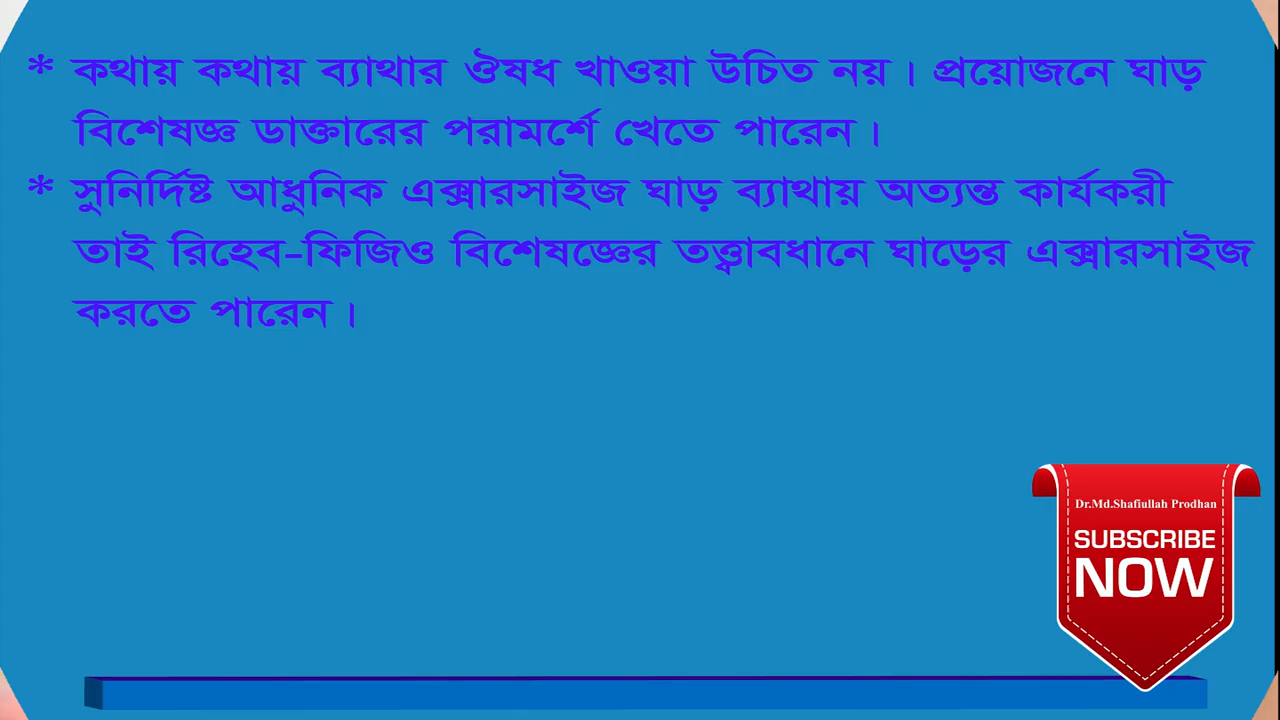 * কথায় কথায় ব্যাথার ঔষধ খাওয়া উচিত নয়। প্রয়োজনে ঘাড়
বিশেষজ্ঞ ডাক্তারের পরামর্শে খেতে পারেন।
* সুনির্দিষ্ট আধুনিক এক্সারসাইজ ঘাড় ব্যাথায় অত্যন্ত কার্যকরী
তাই রিহেব-ফিজিও বিশেষজ্ঞের তত্ত্বাবধানে ঘাড়ের এক্সারসাইজ
করতে পারেন।
Dr.Md.Shafiullah Prodhan
SUBSCRIBE
NOW